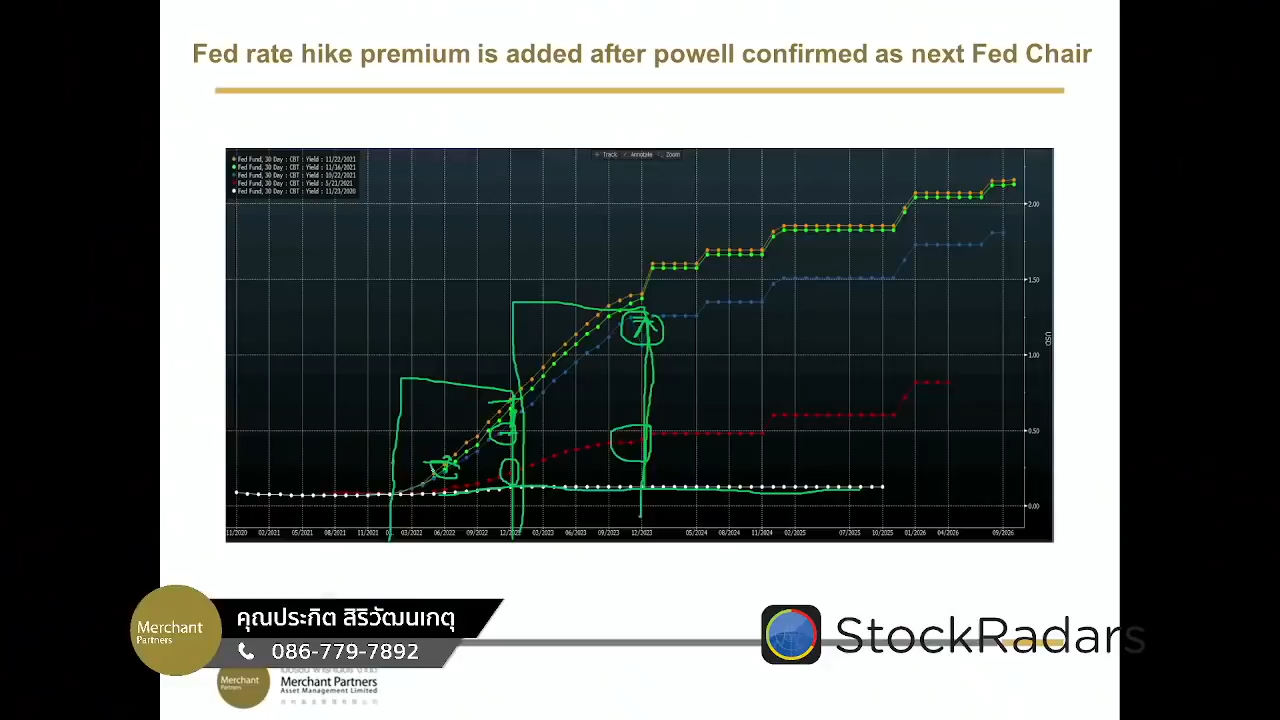 Fed rate hike premium is added after powell confirmed as next Fed Chair
Track Annotate Zoom
Fed Fund, 30 Day : CBT : Yield : 11/22/2021
Fed Fund, 30 Day : CBT : Yield : 11/16/2021
Fed Fund, 30 Day : CBT : Yield : 10/22/2021
Fed Fund, 30 Day : CBT : Yield : 5/21/2021
Fed Fund, 30 Day : CBT : Yield : 11/23/2020
2.00
1.50
USD
1.00
0.50
0.00
11/2020 02/2021 05/2021 08/2021 11/2021 03/2022 06/2022 09/2022 03/2023 06/2023 09/2023 12/2023 05/2024 08/2024 11/2024 02/2025 07/2025 10/2025 01/2026 04/2026 09/2026
Merchant
Partners
คุณประกิต สิริวัฒนเกตุ
086-779-7892
StockRadars
Merchant
Partners
Merchant Partners
Asset Management Limited